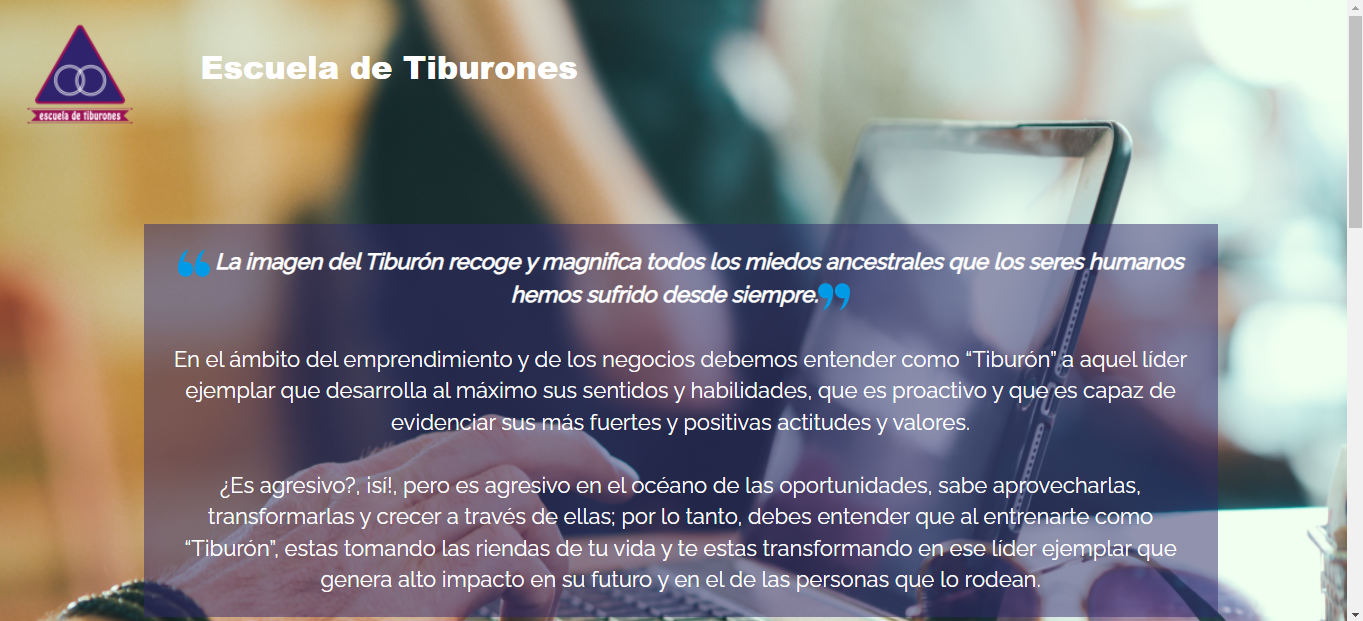 Escuela de Tiburones
escuela de tiburones
“ La imagen del Tiburón recoge y magnifica todos los miedos ancestrales que los seres humanos
hemos sufrido desde siempre.”
En el ámbito del emprendimiento y de los negocios debemos entender como “Tiburón” a aquel líder
ejemplar que desarrolla al máximo sus sentidos y habilidades, que es proactivo y que es capaz de
evidenciar sus más fuertes y positivas actitudes y valores.
¿Es agresivo?, ¡sí!, pero es agresivo en el océano de las oportunidades, sabe aprovecharlas,
transformarlas y crecer a través de ellas; por lo tanto, debes entender que al entrenarte como
“Tiburón”, estas tomando las riendas de tu vida y te estas transformando en ese líder ejemplar que
genera alto impacto en su futuro y en el de las personas que lo rodean.